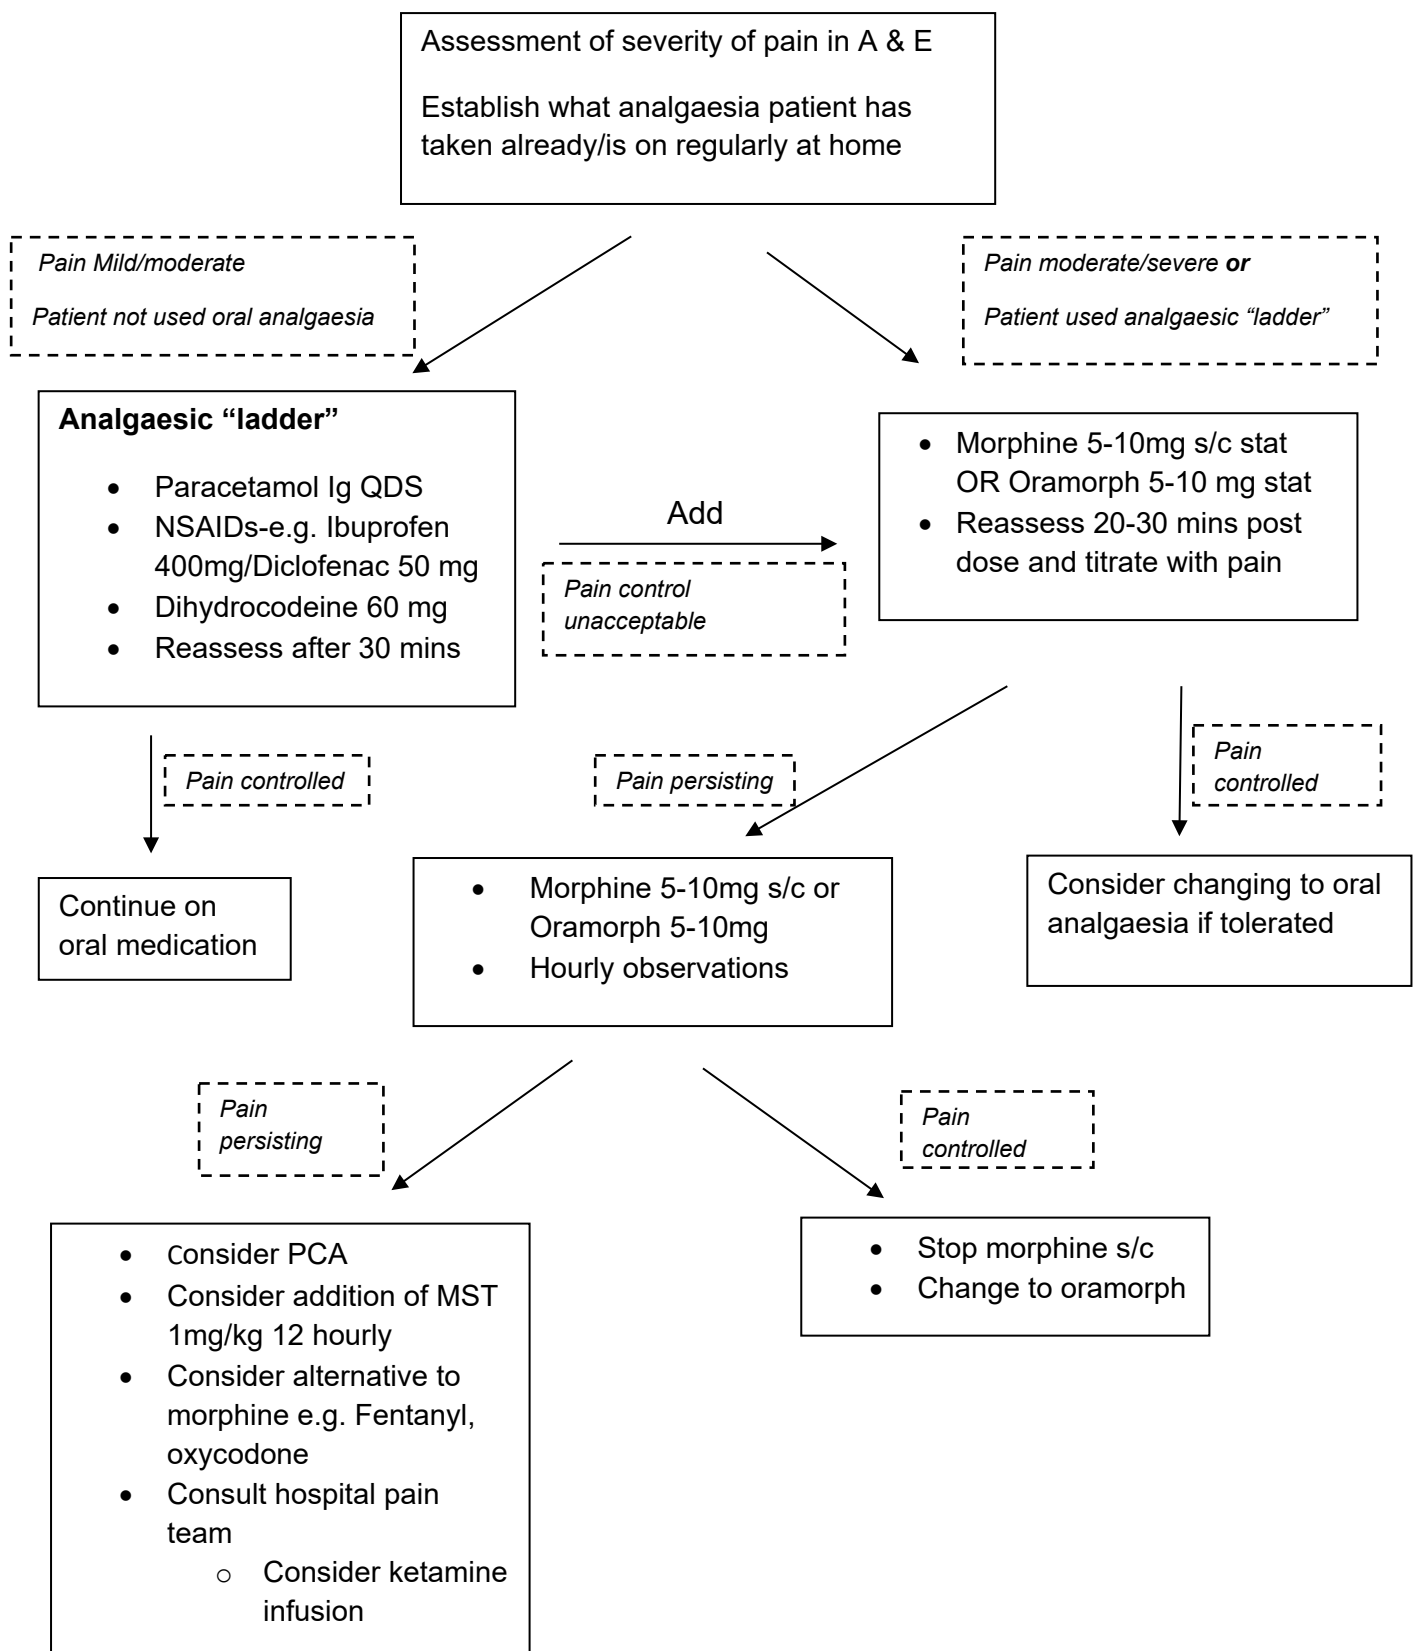 Assessment of severity of pain in A & E
Establish what analgaesia patient has
taken already/is on regularly at home
Pain Mild/moderate
Patient not used oral analgaesia
Pain moderate/severe or
Patient used analgaesic “ladder”
Analgaesic “ladder”
• Paracetamol Ig QDS
• NSAIDs-e.g. Ibuprofen
400mg/Diclofenac 50 mg
• Dihydrocodeine 60 mg
• Reassess after 30 mins
Add
Pain control
unacceptable
• Morphine 5-10mg s/c stat
OR Oramorph 5-10 mg stat
• Reassess 20-30 mins post
dose and titrate with pain
Pain controlled
Pain persisting
Pain
controlled
Continue on
oral medication
• Morphine 5-10mg s/c or
Oramorph 5-10mg
• Hourly observations
Consider changing to oral
analgaesia if tolerated
Pain
persisting
Pain
controlled
• Consider PCA
• Consider addition of MST
1mg/kg 12 hourly
• Consider alternative to
morphine e.g. Fentanyl,
oxycodone
• Consult hospital pain
team
o Consider ketamine
infusion
• Stop morphine s/c
• Change to oramorph